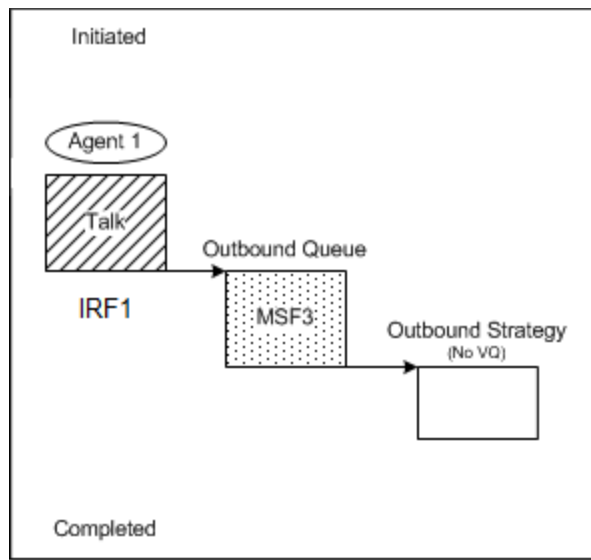 Initiated
Agent 1
Talk
Outbound Queue
IRF1
MSF3
Outbound Strategy
(No VQ)
Completed